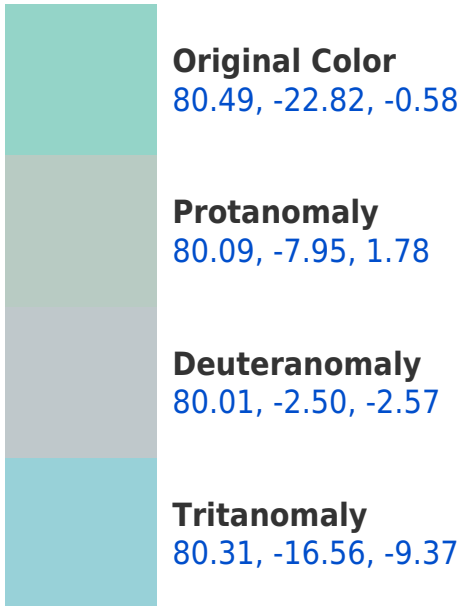 Original Color
80.49, -22.82, -0.58
Protanomaly
80.09, -7.95, 1.78
Deuteranomaly
80.01, -2.50, -2.57
Tritanomaly
80.31, -16.56, -9.37